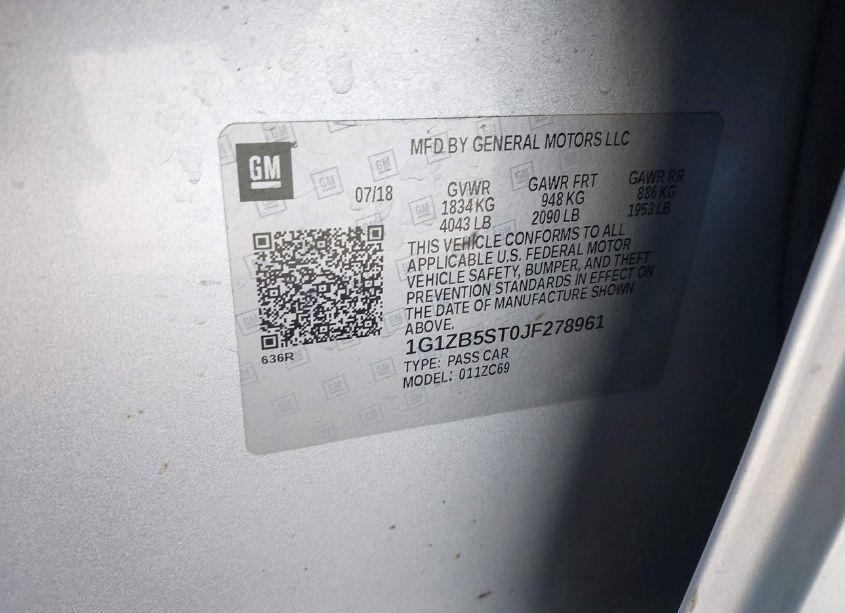 GM
MFD BY GENERAL MOTORS LLC
07/18
GVWR GAWR FRT GAWR RR
1834 KG 948 KG 886 KG
4043 LB 2090 LB 1953 LB
THIS VEHICLE CONFORMS TO ALL
APPLICABLE U.S. FEDERAL MOTOR
VEHICLE SAFETY, BUMPER, AND THEFT
PREVENTION STANDARDS IN EFFECT ON
THE DATE OF MANUFACTURE SHOWN
ABOVE.
1G1ZB5ST0JF278961
TYPE: PASS CAR
MODEL: 011ZC69
636R